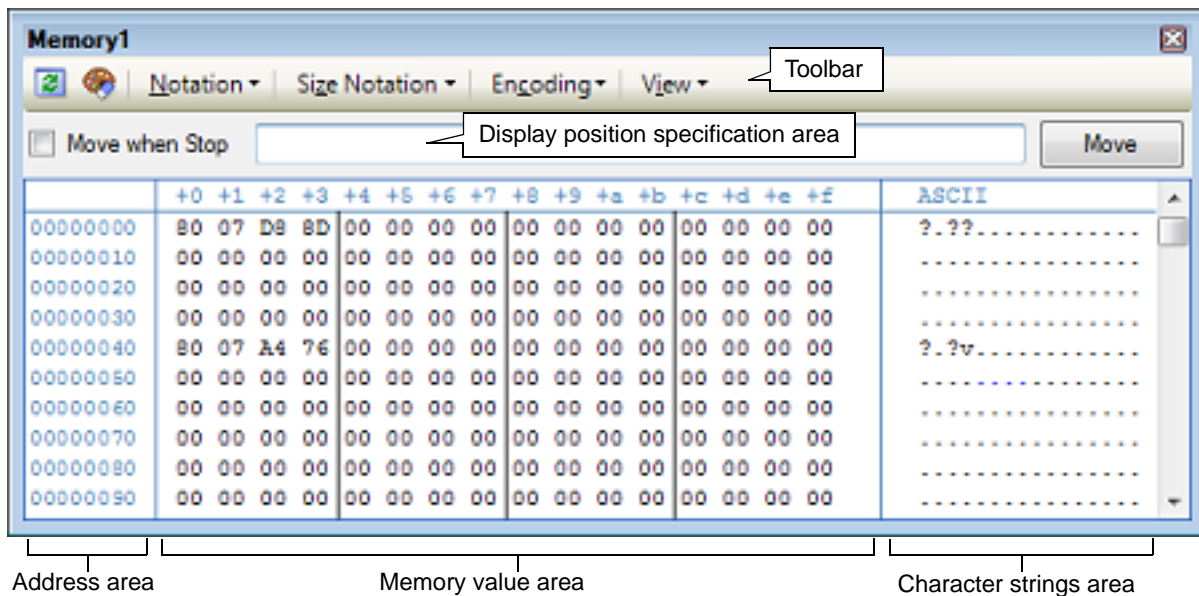 Memory1
Notation Size Notation Encoding View Toolbar
Move when Stop Display position specification area Move
+0 +1 +2 +3 +4 +5 +6 +7 +8 +9 +a +b +c +d +e +f ASCII
00000000 80 07 D8 8D 00 00 00 00 00 00 00 00 00 00 00 00 ?.??............
00000010 00 00 00 00 00 00 00 00 00 00 00 00 00 00 00 00 ................
00000020 00 00 00 00 00 00 00 00 00 00 00 00 00 00 00 00 ................
00000030 00 00 00 00 00 00 00 00 00 00 00 00 00 00 00 00 ................
00000040 80 07 A4 76 00 00 00 00 00 00 00 00 00 00 00 00 ?.?v............
00000050 00 00 00 00 00 00 00 00 00 00 00 00 00 00 00 00 ................
00000060 00 00 00 00 00 00 00 00 00 00 00 00 00 00 00 00 ................
00000070 00 00 00 00 00 00 00 00 00 00 00 00 00 00 00 00 ................
00000080 00 00 00 00 00 00 00 00 00 00 00 00 00 00 00 00 ................
00000090 00 00 00 00 00 00 00 00 00 00 00 00 00 00 00 00 ................
Address area Memory value area Character strings area